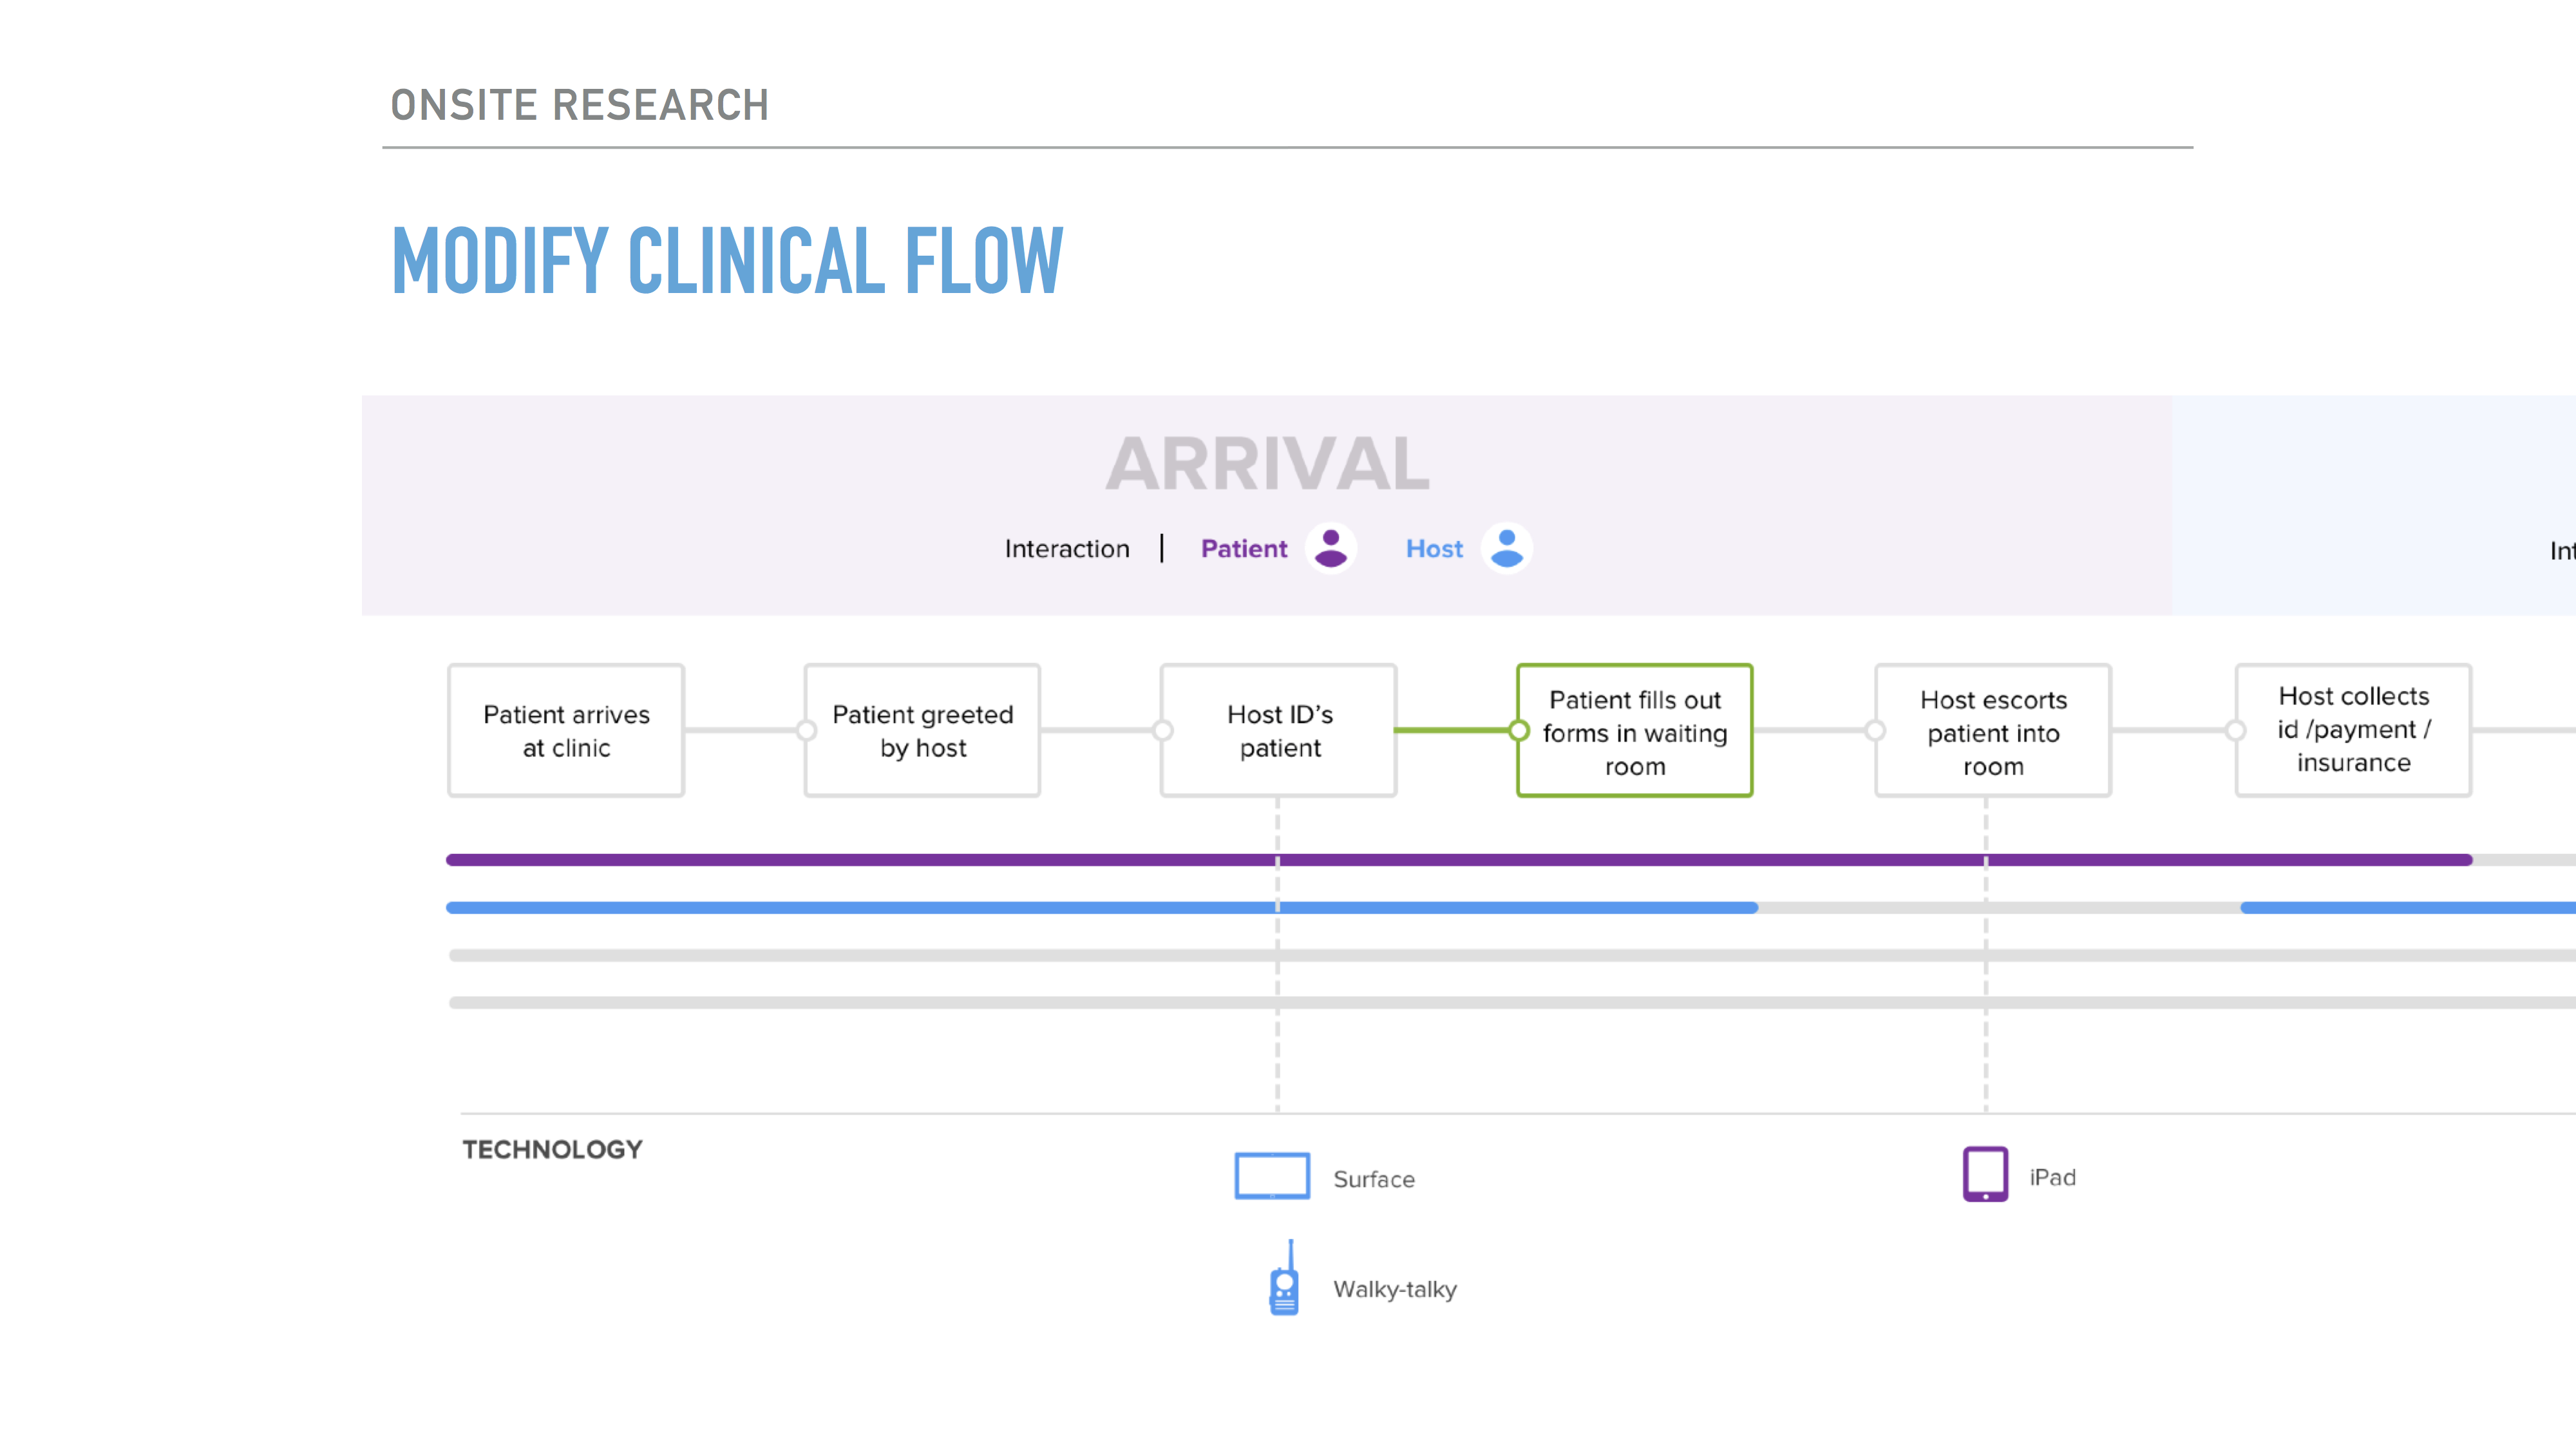 ONSITE RESEARCH
MODIFY CLINICAL FLOW
ARRIVAL
Interaction | Patient Host
Int
Patient arrives
at clinic
Patient greeted
by host
Host ID’s
patient
Patient fills out
forms in waiting
room
Host escorts
patient into
room
Host collects
id /payment /
insurance
TECHNOLOGY
Surface
iPad
Walky-talky